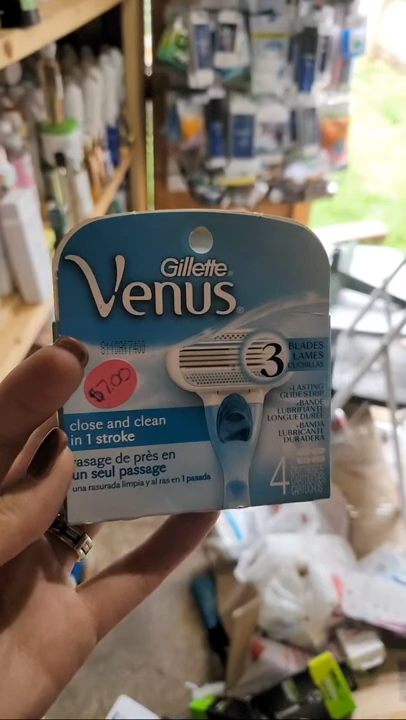 Gillette®
Venus®
8110AH7400
$7.00
3
BLADES
LAMES
CUCHILLAS
•LASTING
GLIDE STRIP
•BANDE
LUBRIFIANTE
LONGUE DURÉE
•BANDA
LUBRICANTE
DURADERA
close and clean
in 1 stroke
rasage de près en
un seul passage
una rasurada limpia y al ras en 1 pasada
4